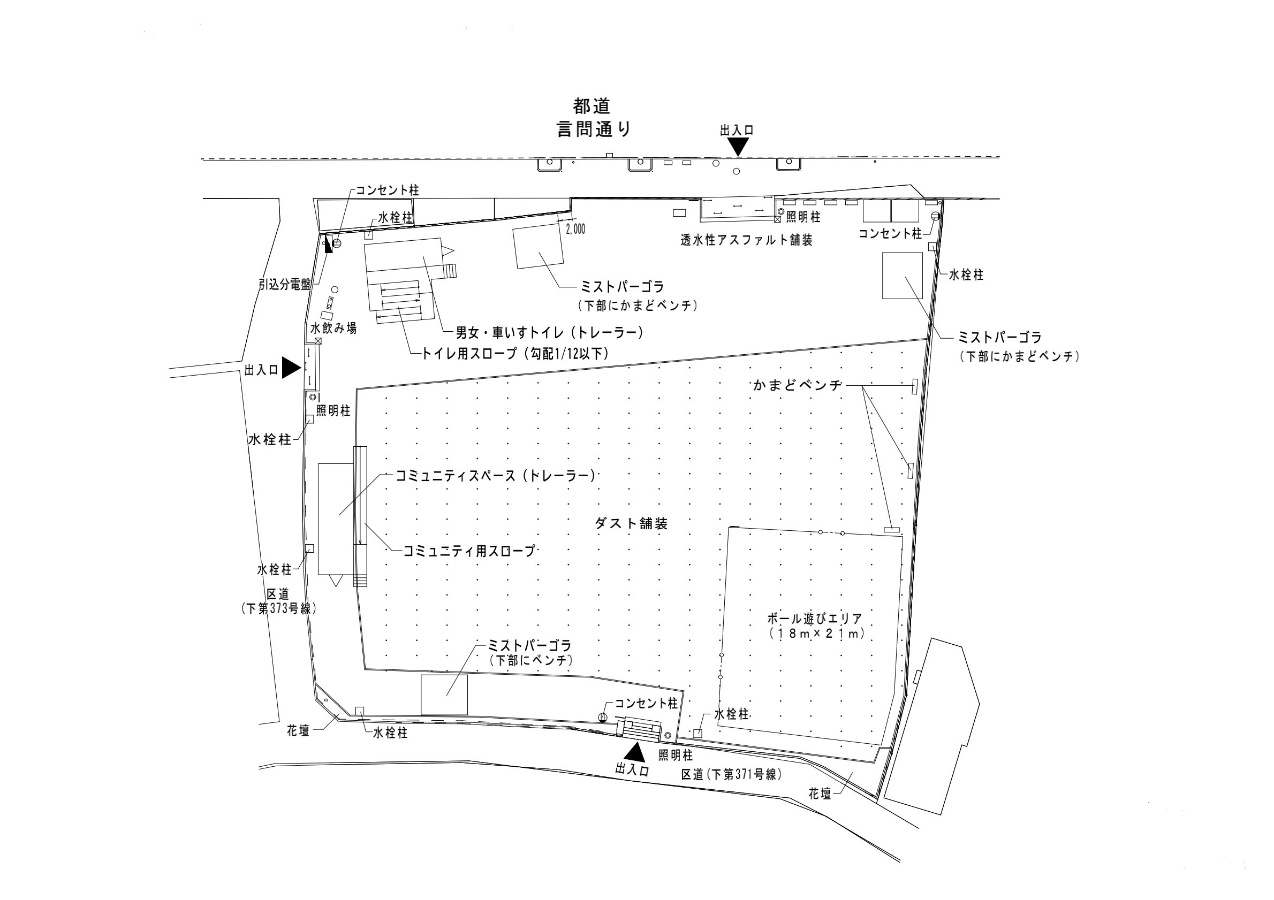 都道
言問通り
出入口
コンセント柱
水栓柱
照明柱
2,000
透水性アスファルト舗装
コンセント柱
水栓柱
引込分電盤
ミストパーゴラ
(下部にかまどベンチ)
水飲み場
男女・車いすトイレ（トレーラー）
トイレ用スロープ（勾配1/12以下）
ミストパーゴラ
(下部にかまどベンチ)
出入口
かまどベンチ
照明柱
水栓柱
コミュニティスペース（トレーラー）
ダスト舗装
コミュニティ用スロープ
水栓柱
区道
(下第373号線)
ボール遊びエリア
（１８ｍ×２１ｍ）
ミストパーゴラ
(下部にベンチ)
コンセント柱
水栓柱
花壇
水栓柱
照明柱
出入口
区道(下第371号線)
花壇